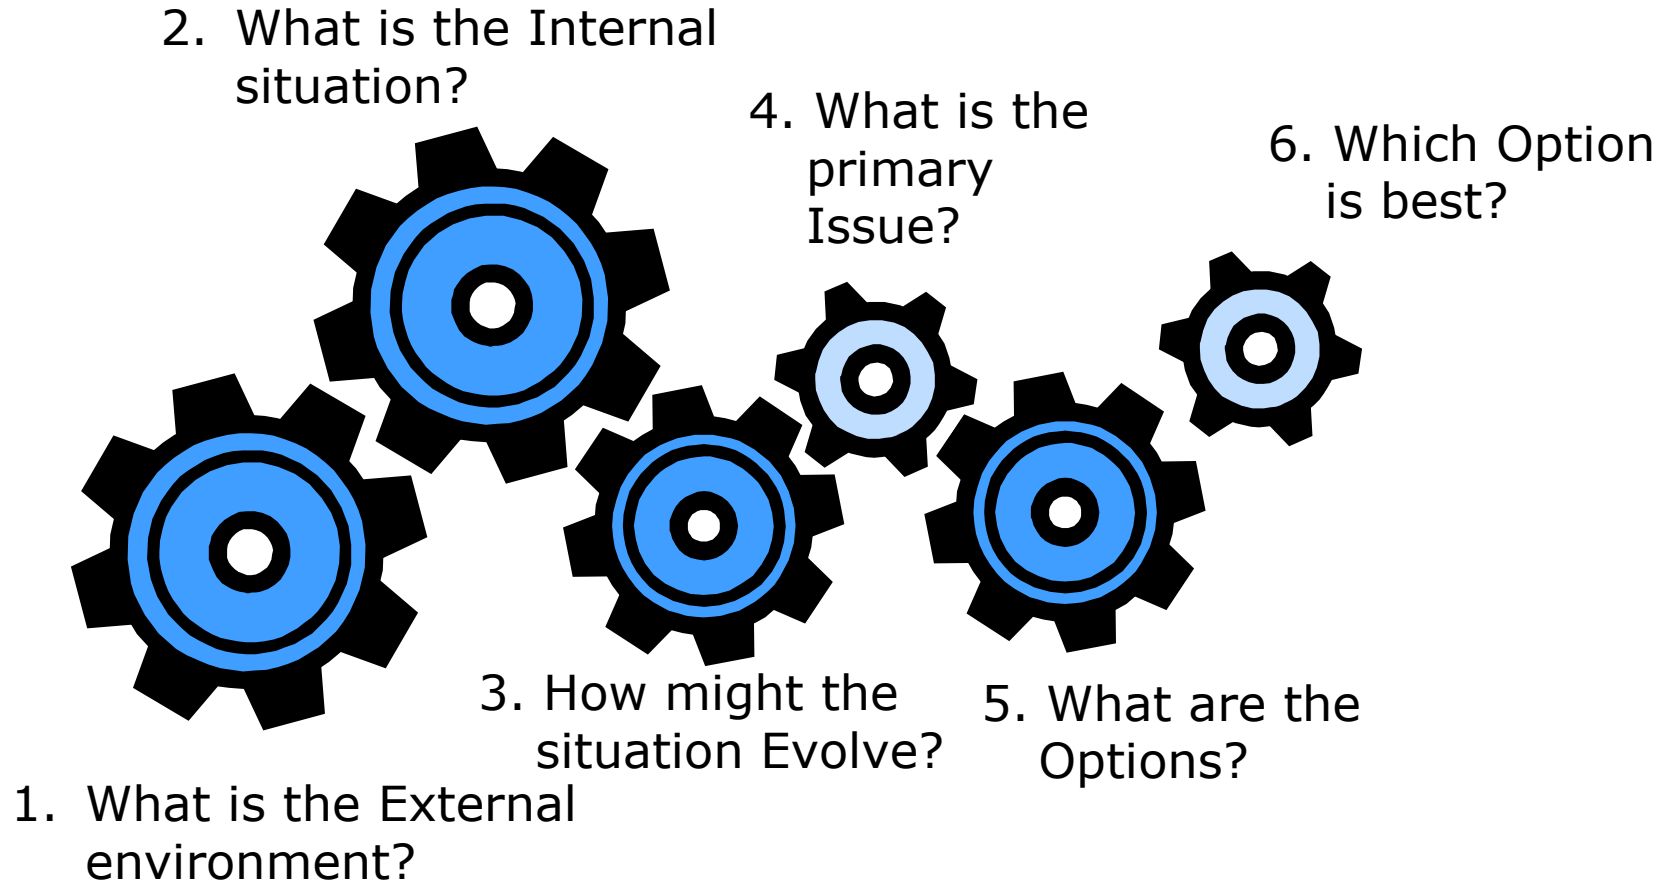 1. What is the External
environment?
2. What is the Internal
situation?
3. How might the
situation Evolve?
4. What is the
primary
Issue?
5. What are the
Options?
6. Which Option
is best?